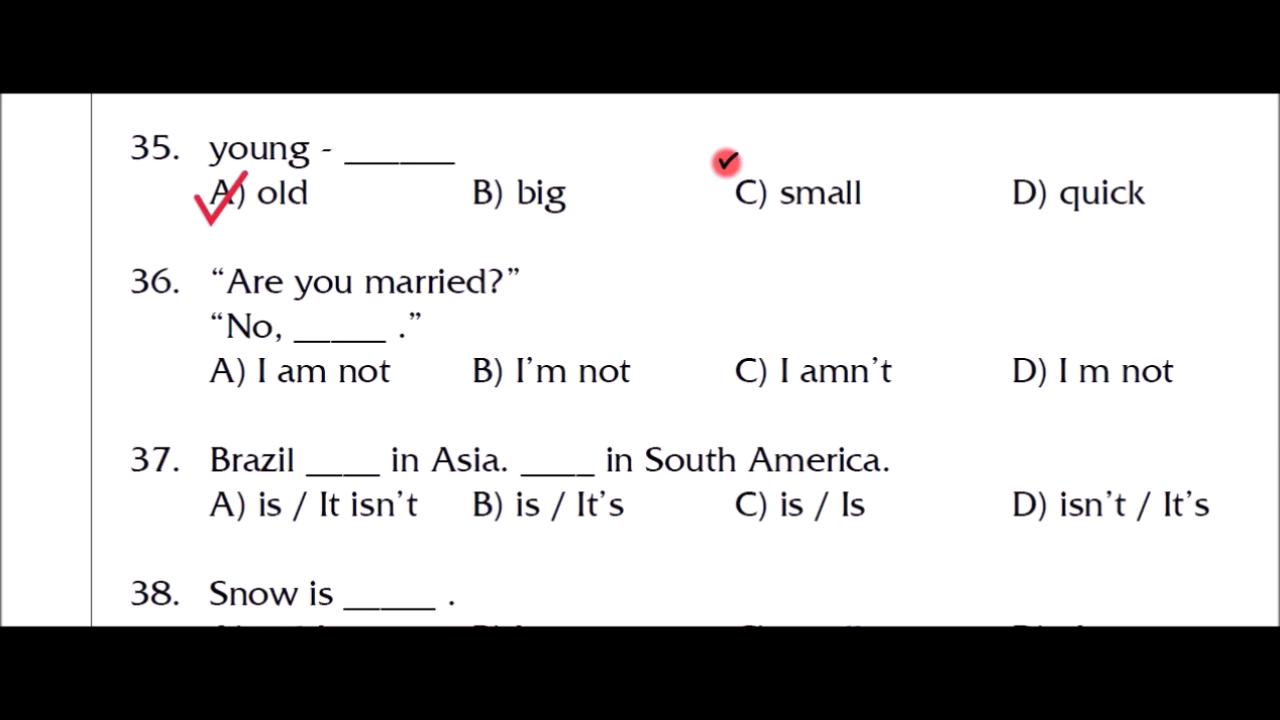 35. young - ______
A) old B) big C) small D) quick
36. “Are you married?”
“No, _____ .”
A) I am not B) I’m not C) I amn’t D) I m not
37. Brazil ____ in Asia. ____ in South America.
A) is / It isn’t B) is / It’s C) is / Is D) isn’t / It’s
38. Snow is _____ .